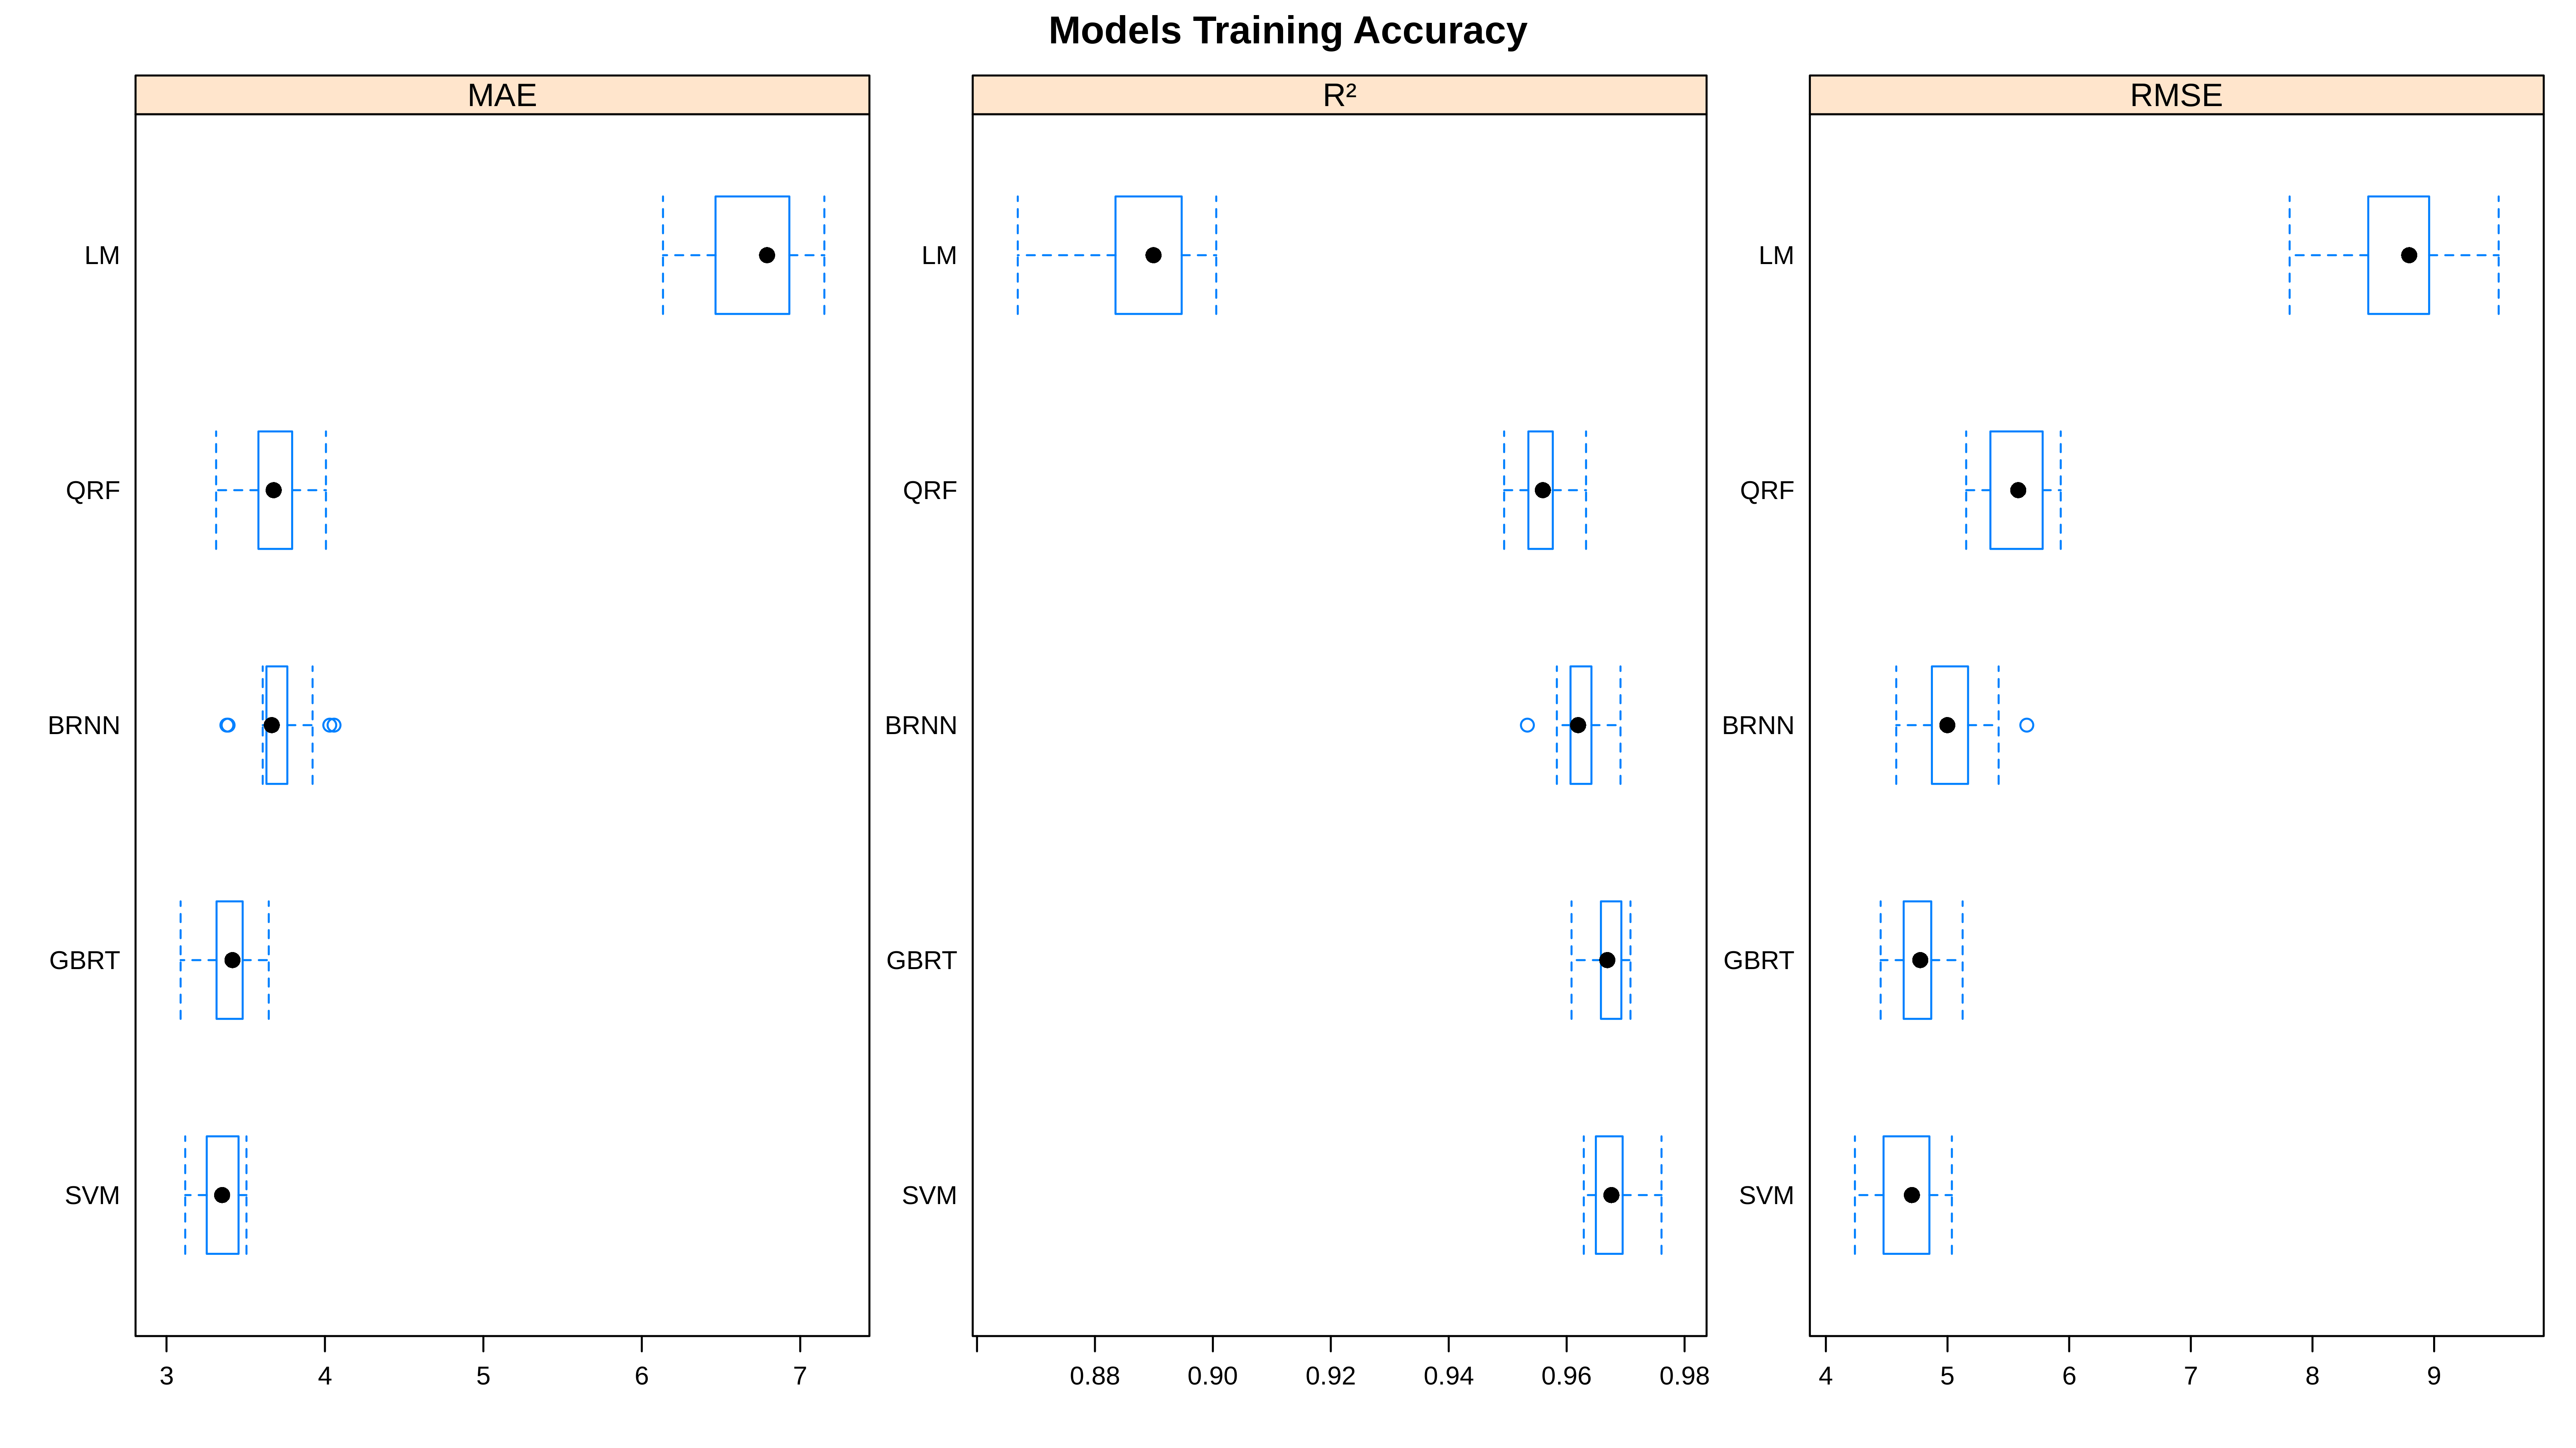 Models Training Accuracy
MAE
R²
RMSE
LM
QRF
BRNN
GBRT
SVM
LM
QRF
BRNN
GBRT
SVM
LM
QRF
BRNN
GBRT
SVM
3 4 5 6 7
0.88 0.90 0.92 0.94 0.96 0.98
4 5 6 7 8 9